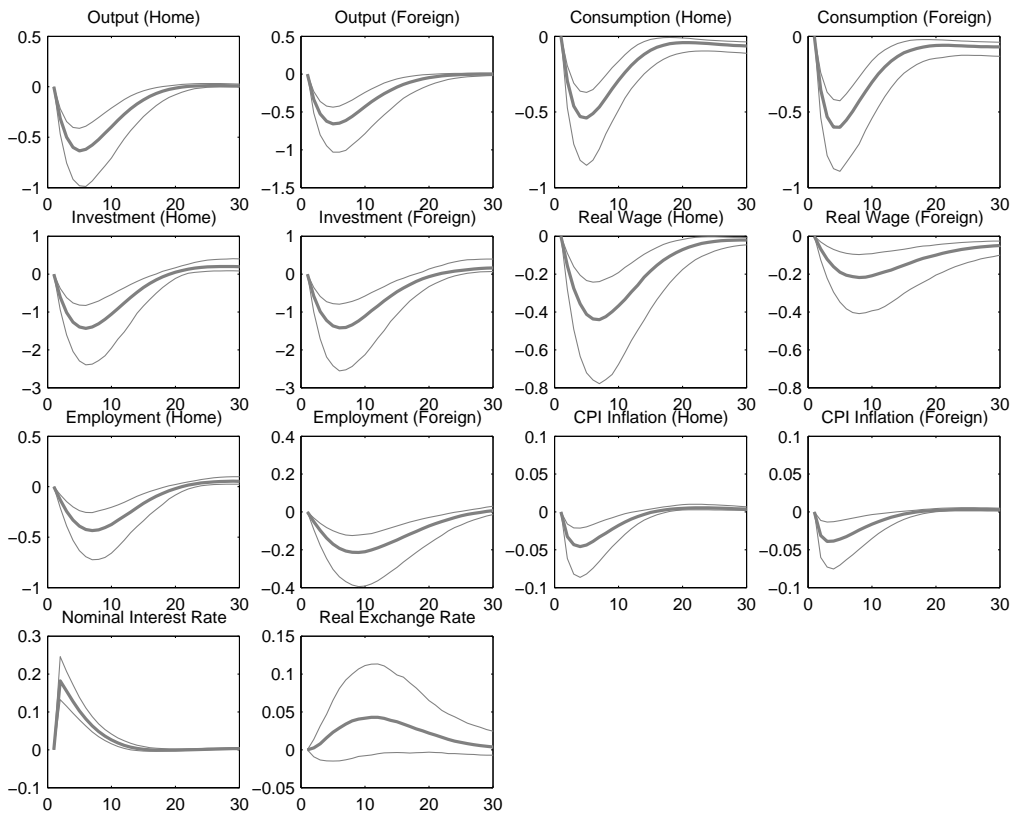 Output (Home)
0.5
0
−0.5
−1
0 10 20 30
Output (Foreign)
0.5
0
−0.5
−1
−1.5
0 10 20 30
Consumption (Home)
0
−0.5
−1
0 10 20 30
Consumption (Foreign)
0
−0.5
−1
0 10 20 30
Investment (Home)
1
0
−1
−2
−3
0 10 20 30
Investment (Foreign)
1
0
−1
−2
−3
0 10 20 30
Real Wage (Home)
0
−0.2
−0.4
−0.6
−0.8
0 10 20 30
Real Wage (Foreign)
0
−0.2
−0.4
−0.6
−0.8
0 10 20 30
Employment (Home)
0.5
0
−0.5
−1
0 10 20 30
Employment (Foreign)
0.4
0.2
0
−0.2
−0.4
0 10 20 30
CPI Inflation (Home)
0.1
0.05
0
−0.05
−0.1
0 10 20 30
CPI Inflation (Foreign)
0.1
0.05
0
−0.05
−0.1
0 10 20 30
Nominal Interest Rate
0.3
0.2
0.1
0
−0.1
0 10 20 30
Real Exchange Rate
0.15
0.1
0.05
0
−0.05
0 10 20 30